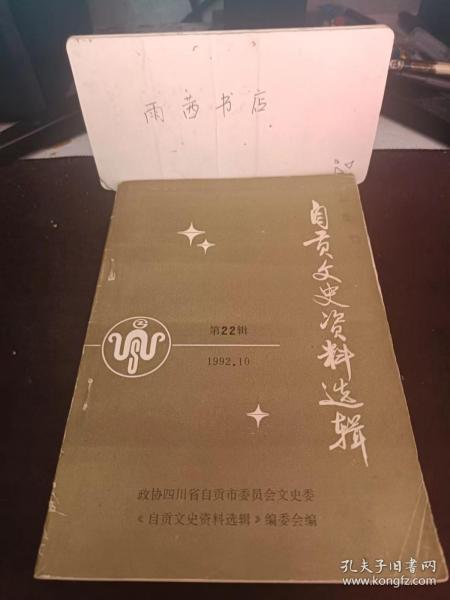 雨茜书店
自贡文史资料选辑
第22辑
1992.10
政协四川省自贡市委员会文史委
《自贡文史资料选辑》编委会编
孔夫子旧书网
www.kongfz.com